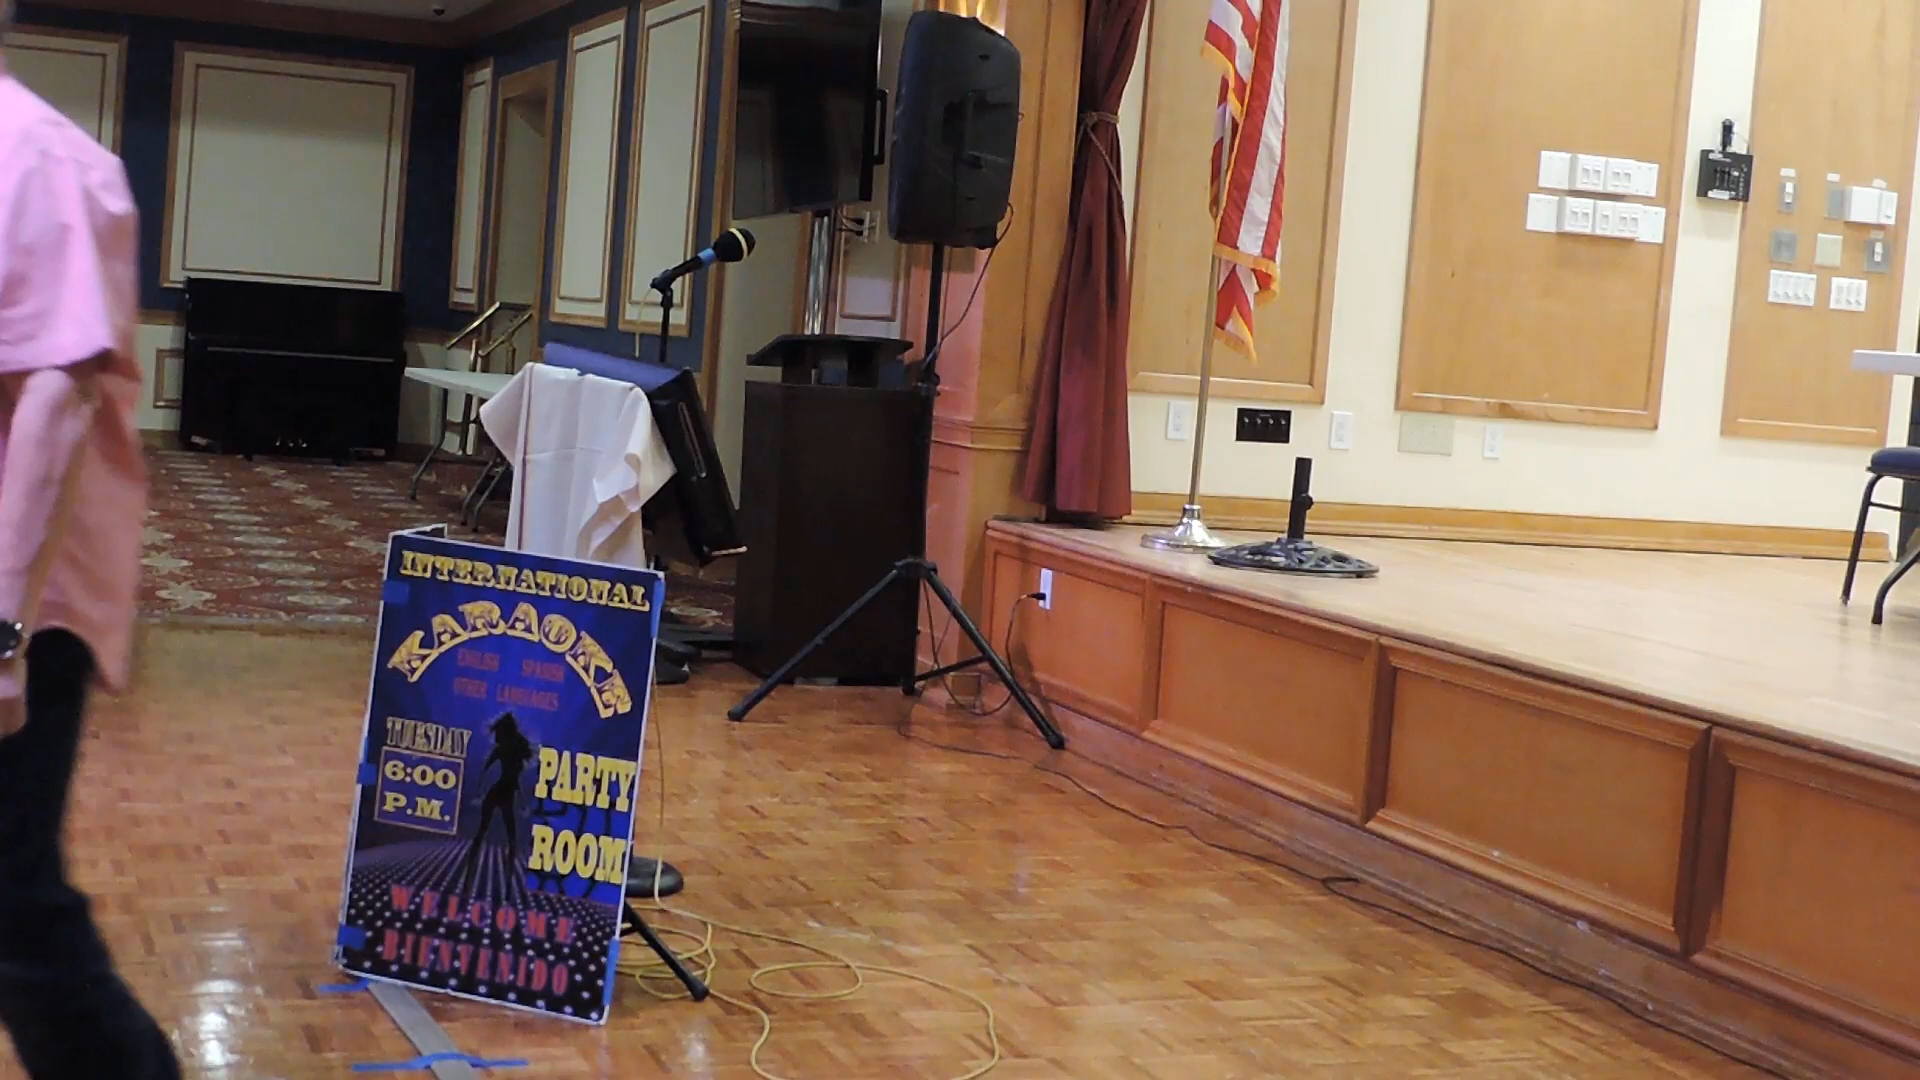 INTERNATIONAL
KARAOKE
ENGLISH SPANISH
OTHER LANGUAGES
TUESDAY
6:00
P.M.
PARTY
ROOM
WELCOME
BIENVENIDO